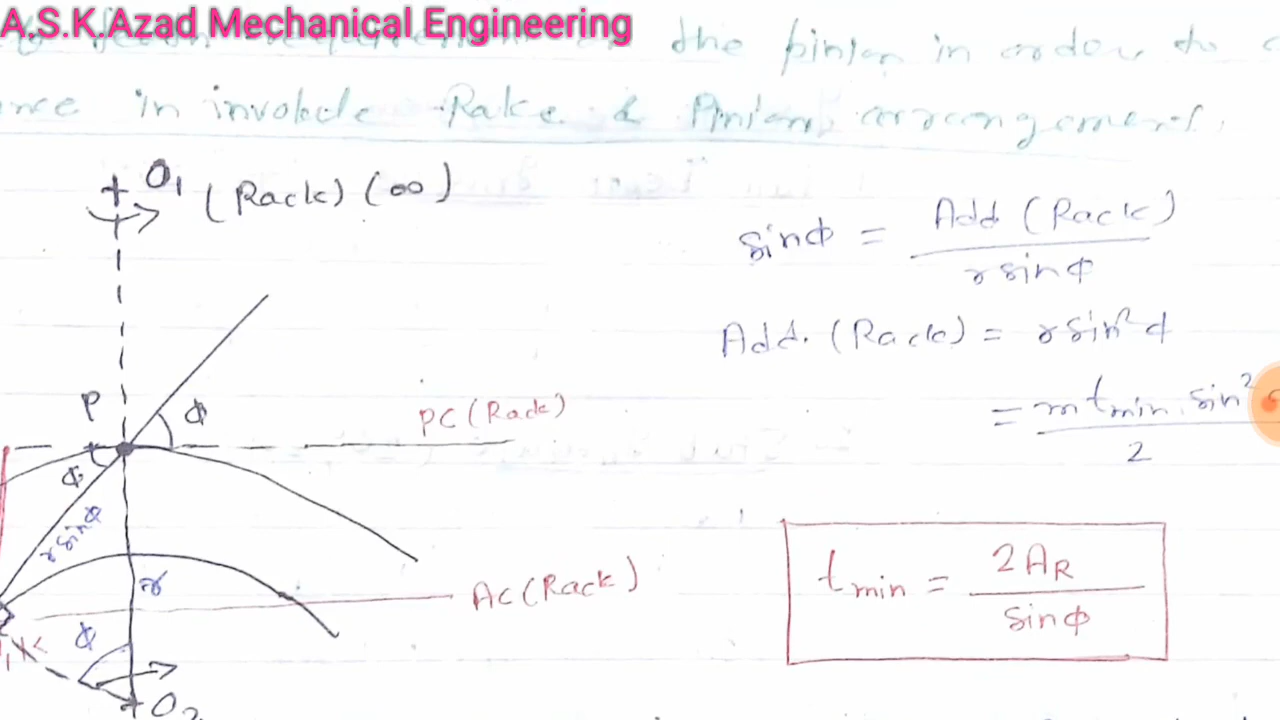 A.S.K.Azad Mechanical Engineering
the pinion in order to
in involute Rake & Pinion arrangement.
O₁ (Rack) (∞)
sinϕ = Add (Rack) / r sinϕ
Add. (Rack) = r sin²ϕ
= m tmin. sin² / 2
P
ϕ
PC (Rack)
ϕ
r sinϕ
r
AC (Rack)
ϕ
O₂
tmin = 2AR / sinϕ